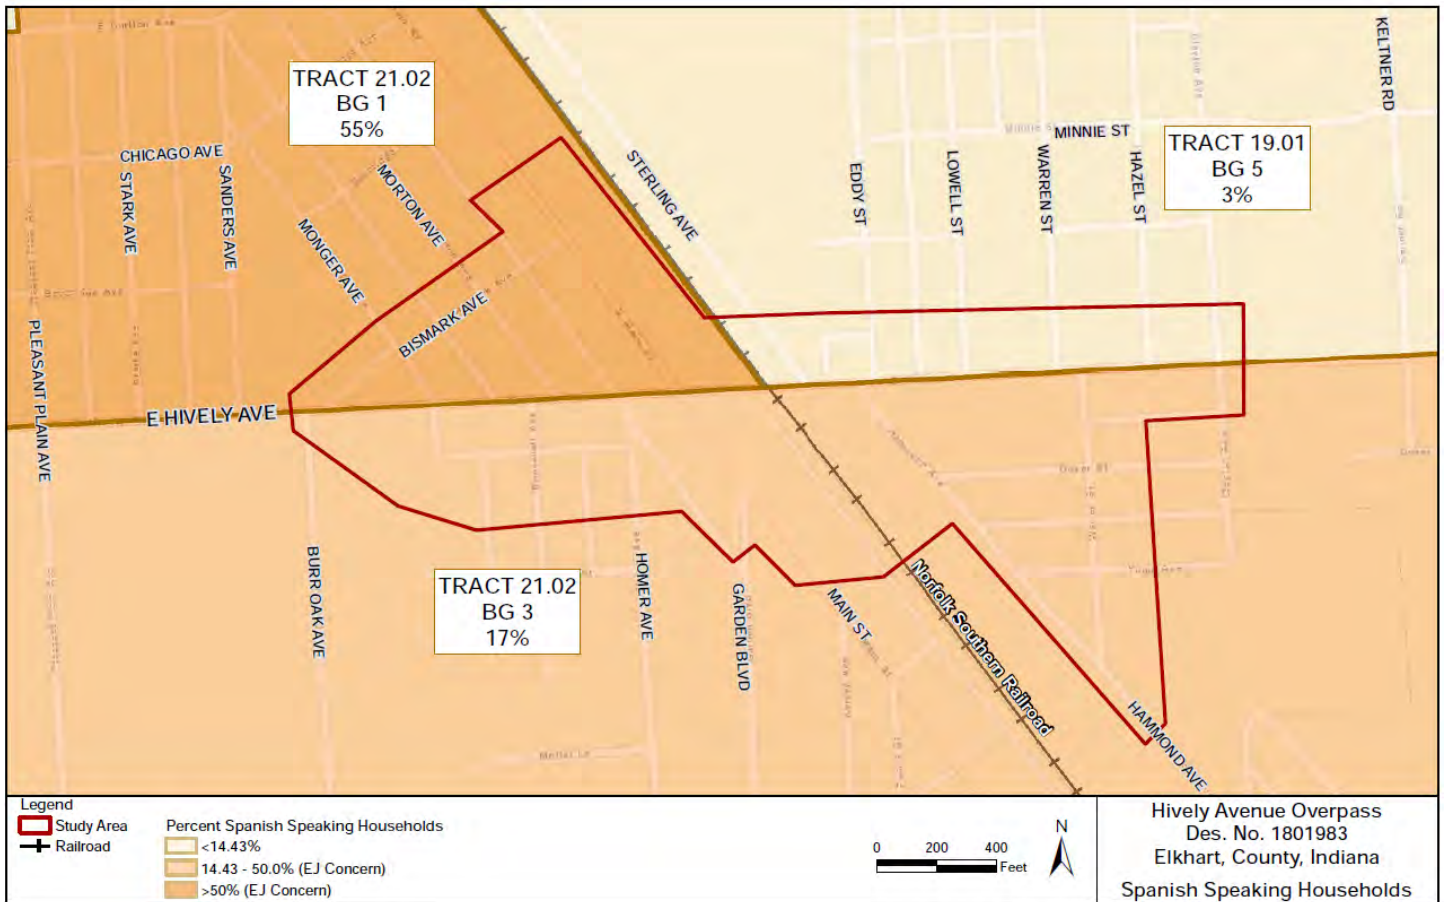 TRACT 21.02
BG 1
55%
TRACT 19.01
BG 5
3%
TRACT 21.02
BG 3
17%
KELTNER RD
MINNIE ST
Minnie St
CHICAGO AVE
STARK AVE
SANDERS AVE
MORTON AVE
MONGER AVE
BISMARK AVE
STERLING AVE
EDDY ST
LOWELL ST
WARREN ST
HAZEL ST
PLEASANT PLAIN AVE
E HIVELY AVE
BURR OAK AVE
HOMER AVE
GARDEN BLVD
MAIN ST
Norfolk Southern Railroad
HAMMOND AVE
Legend
Study Area
Railroad
Percent Spanish Speaking Households
<14.43%
14.43 - 50.0% (EJ Concern)
>50% (EJ Concern)
0 200 400
Feet
N
Hively Avenue Overpass
Des. No. 1801983
Elkhart, County, Indiana
Spanish Speaking Households